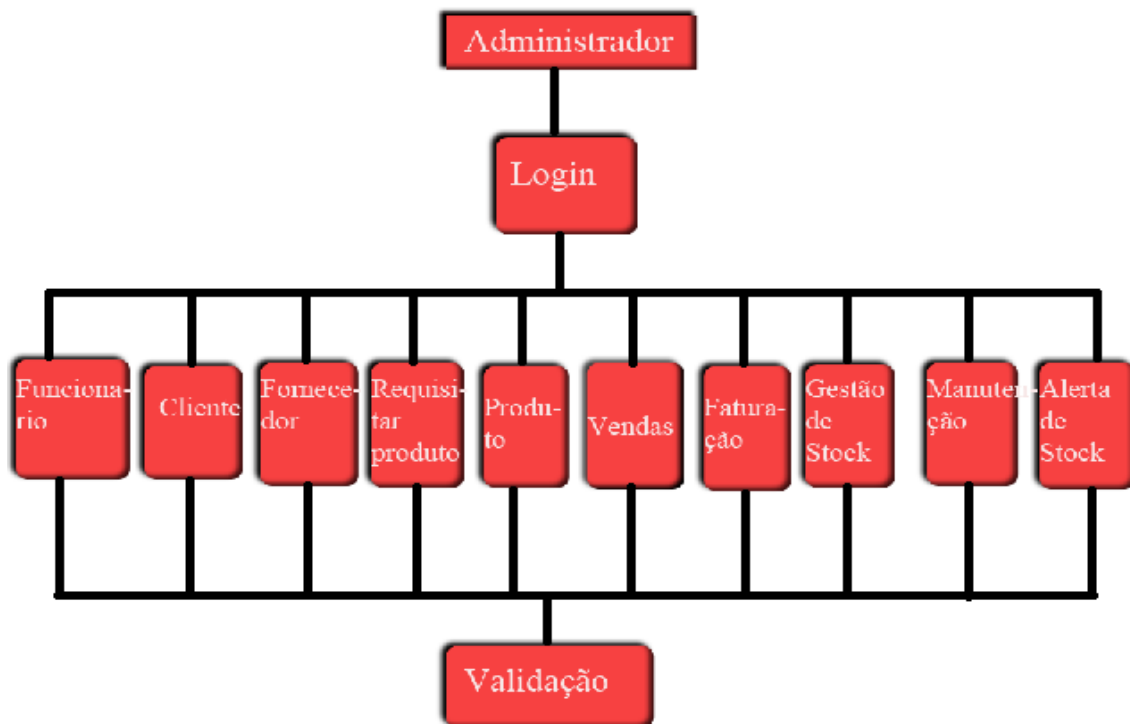 Administrador
Login
Funciona-
rio
Cliente
Fornece-
dor
Requisi-
tar
produto
Produ-
to
Vendas
Fatura-
ção
Gestão
de
Stock
Manuten-
ção
Alerta
de
Stock
Validação